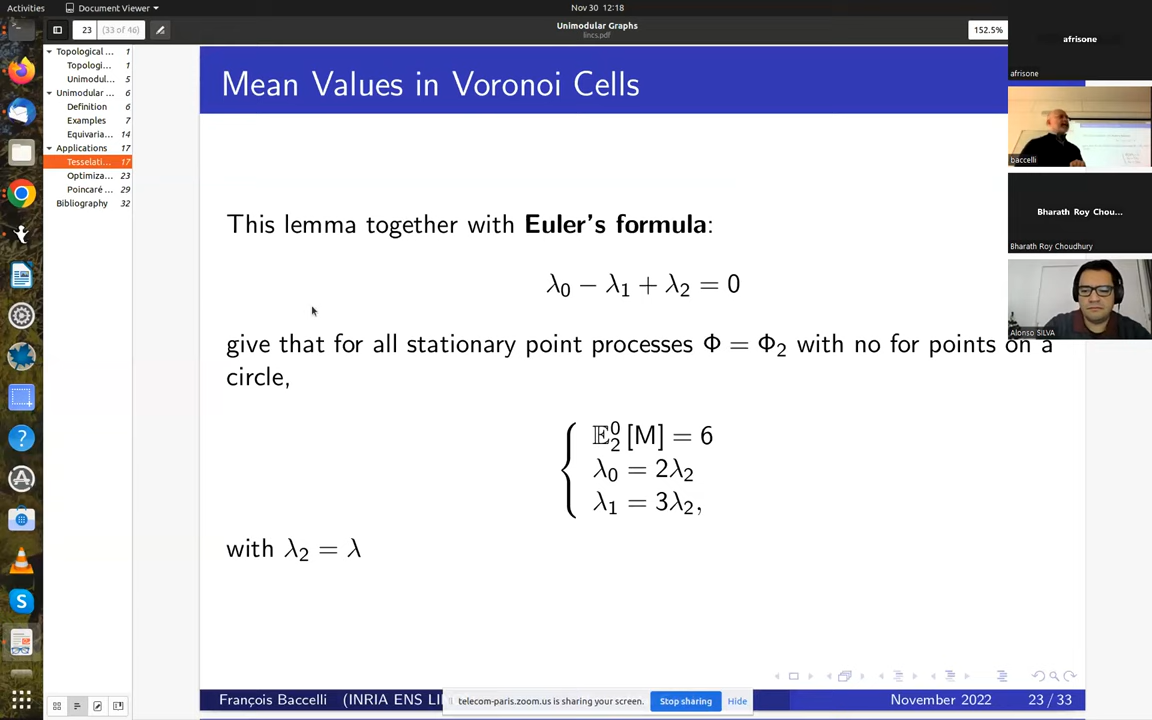 Activities
Document Viewer
Nov 30 12:18
23
(33 of 46)
Unimodular Graphs
lincs.pdf
152.5%
Topological ... 1
Topologi... 1
Unimodul... 5
Unimodular ... 6
Definition 6
Examples 7
Equivaria... 14
Applications 17
Tesselati... 17
Optimiza... 23
Poincaré ... 29
Bibliography 32
Mean Values in Voronoi Cells
This lemma together with Euler's formula:
λ₀ − λ₁ + λ₂ = 0
give that for all stationary point processes Φ = Φ₂ with no for points on a
circle,
𝔼₂⁰ [M] = 6
λ₀ = 2λ₂
λ₁ = 3λ₂,
with λ₂ = λ
François Baccelli (INRIA ENS LI
telecom-paris.zoom.us is sharing your screen.
Stop sharing
Hide
November 2022
23 / 33
afrisone
afrisone
baccelli
Bharath Roy Chou...
Bharath Roy Choudhury
Alonso SILVA